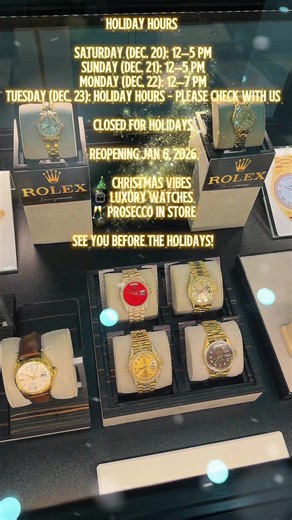 HOLIDAY HOURS
SATURDAY (DEC. 20): 12–5 PM
SUNDAY (DEC. 21): 12–5 PM
MONDAY (DEC. 22): 12–7 PM
TUESDAY (DEC. 23): HOLIDAY HOURS - PLEASE CHECK WITH US
CLOSED FOR HOLIDAYS
REOPENING JAN 6, 2026
🎄 CHRISTMAS VIBES
⌚ LUXURY WATCHES
🍾 PROSECCO IN STORE
SEE YOU BEFORE THE HOLIDAYS!
ROLEX
ROLEX